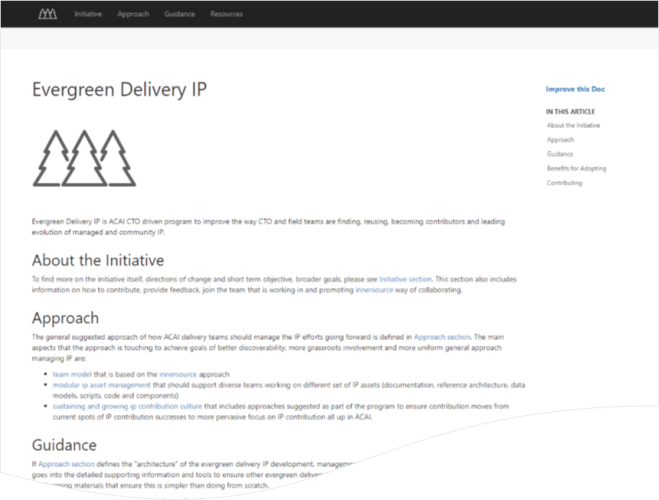 Initiative Approach Guidance Resources
Evergreen Delivery IP
Improve this Doc
IN THIS ARTICLE
About the Initiative
Approach
Guidance
Benefits for Adopting
Contributing
Evergreen Delivery IP is ACAI CTO driven program to improve the way CTO and field teams are finding, reusing, becoming contributors and leading
evolution of managed and community IP.
About the Initiative
To find more on the initiative itself, directions of change and short term objective, broader goals, please see Initiative section. This section also includes
information on how to contribute, provide feedback, join the team that is working in and promoting innersource way of collaborating.
Approach
The general suggested approach of how ACAI delivery teams should manage the IP efforts going forward is defined in Approach section. The main
aspects that the approach is touching to achieve goals of better discoverability, more grassroots involvement and more uniform general approach
managing IP are:
team model that is based on the innersource approach
modular ip asset management that should support diverse teams working on different set of IP assets (documentation, reference architecture, data
models, scripts, code and components)
sustaining and growing ip contribution culture that includes approaches suggested as part of the program to ensure contribution moves from
current spots of IP contribution successes to more pervasive focus on IP contribution all up in ACAI.
Guidance
If Approach section defines the "architecture" of the evergreen delivery IP development,
goes into the detailed supporting information and tools to ensure other evergreen
materials that ensure this is simpler than doing from scratch.